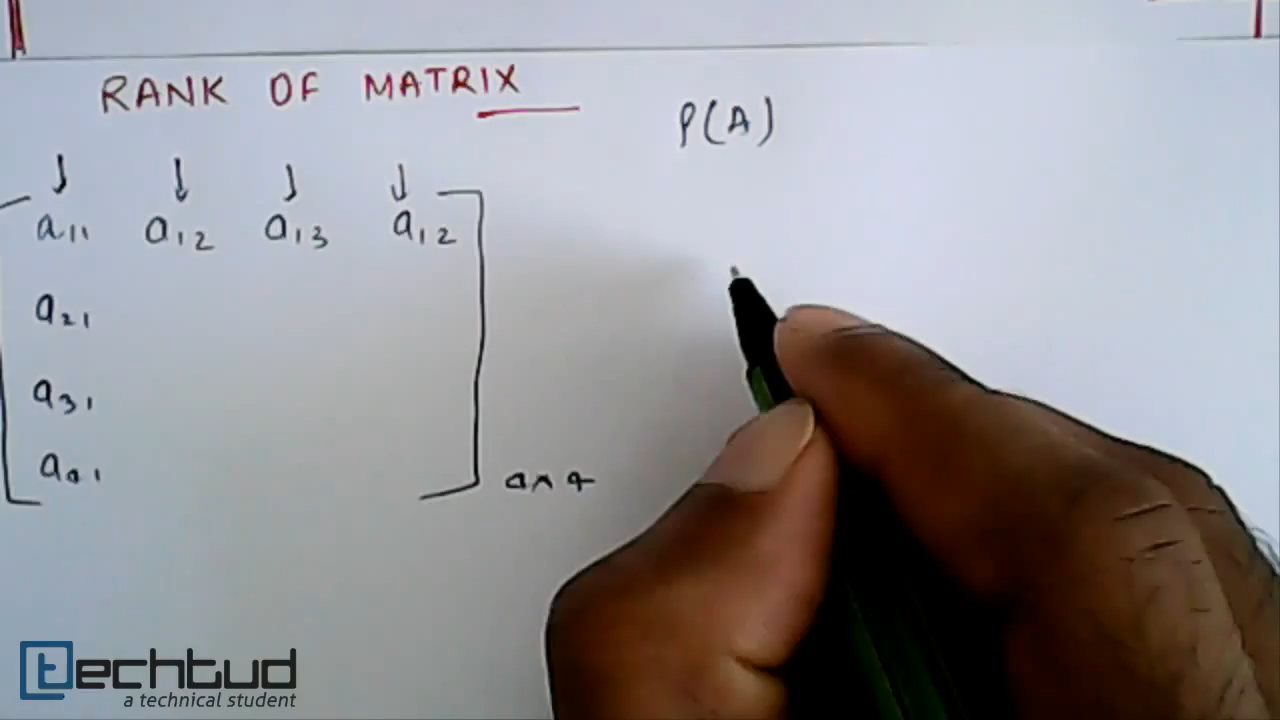 RANK OF MATRIX
ρ(A)
a11 a12 a13 a12
a21
a31
a41
4×4
techtud
a technical student